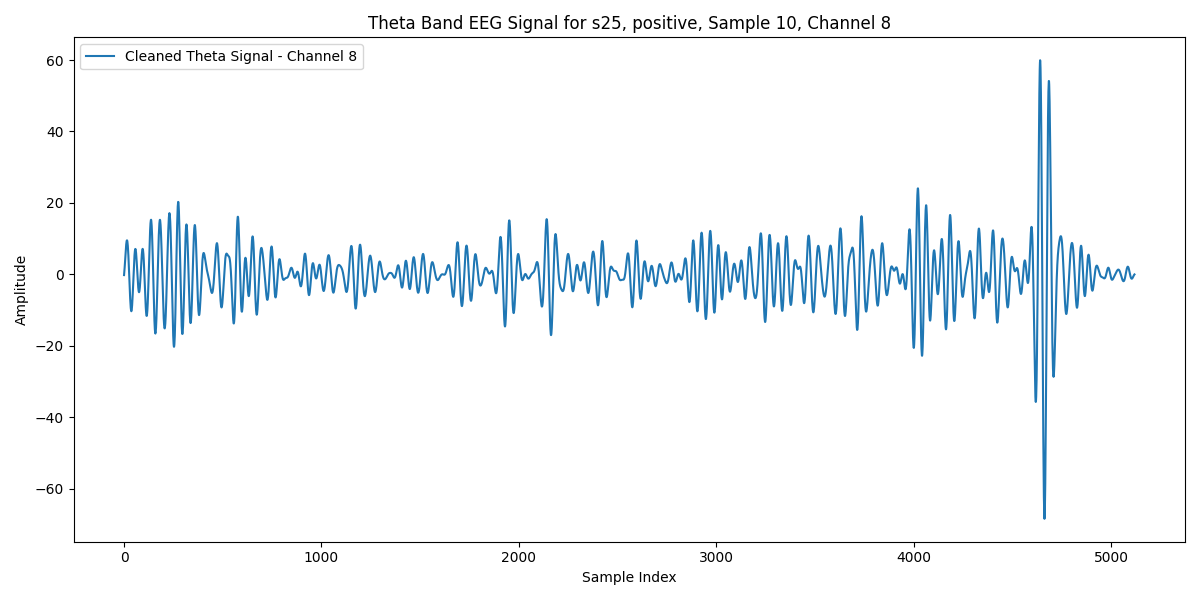 Theta Band EEG Signal for s25, positive, Sample 10, Channel 8
Cleaned Theta Signal - Channel 8
60
40
20
0
−20
−40
−60
Amplitude
0 1000 2000 3000 4000 5000
Sample Index